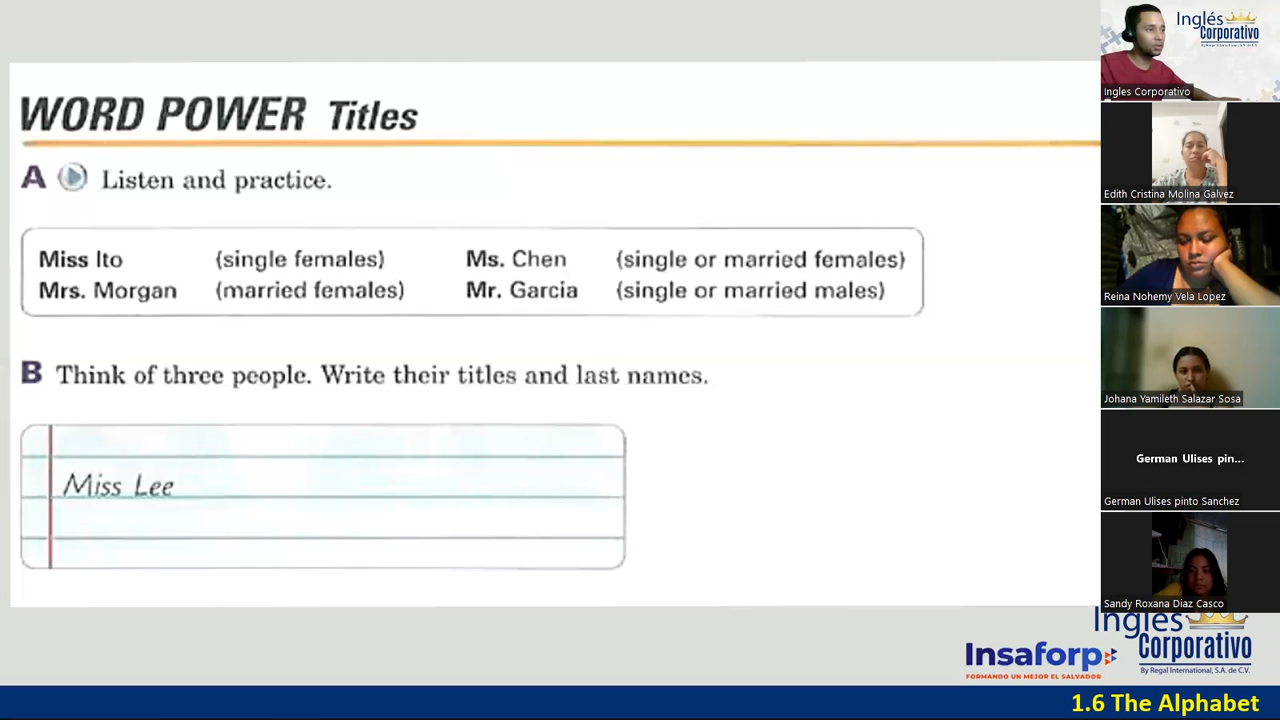 WORD POWER Titles
A Listen and practice.
Miss Ito (single females) Ms. Chen (single or married females)
Mrs. Morgan (married females) Mr. Garcia (single or married males)
B Think of three people. Write their titles and last names.
Miss Lee
Inglés
Corporativo
By Regal International, S.A. de C.V.
Ingles Corporativo
Edith Cristina Molina Galvez
Reina Nohemy Vela Lopez
Johana Yamileth Salazar Sosa
German Ulises pin...
German Ulises pinto Sanchez
Sandy Roxana Diaz Casco
Insaforp
FORMANDO UN MEJOR EL SALVADOR
Inglés
Corporativo
By Regal International, S.A. de C.V.
1.6 The Alphabet